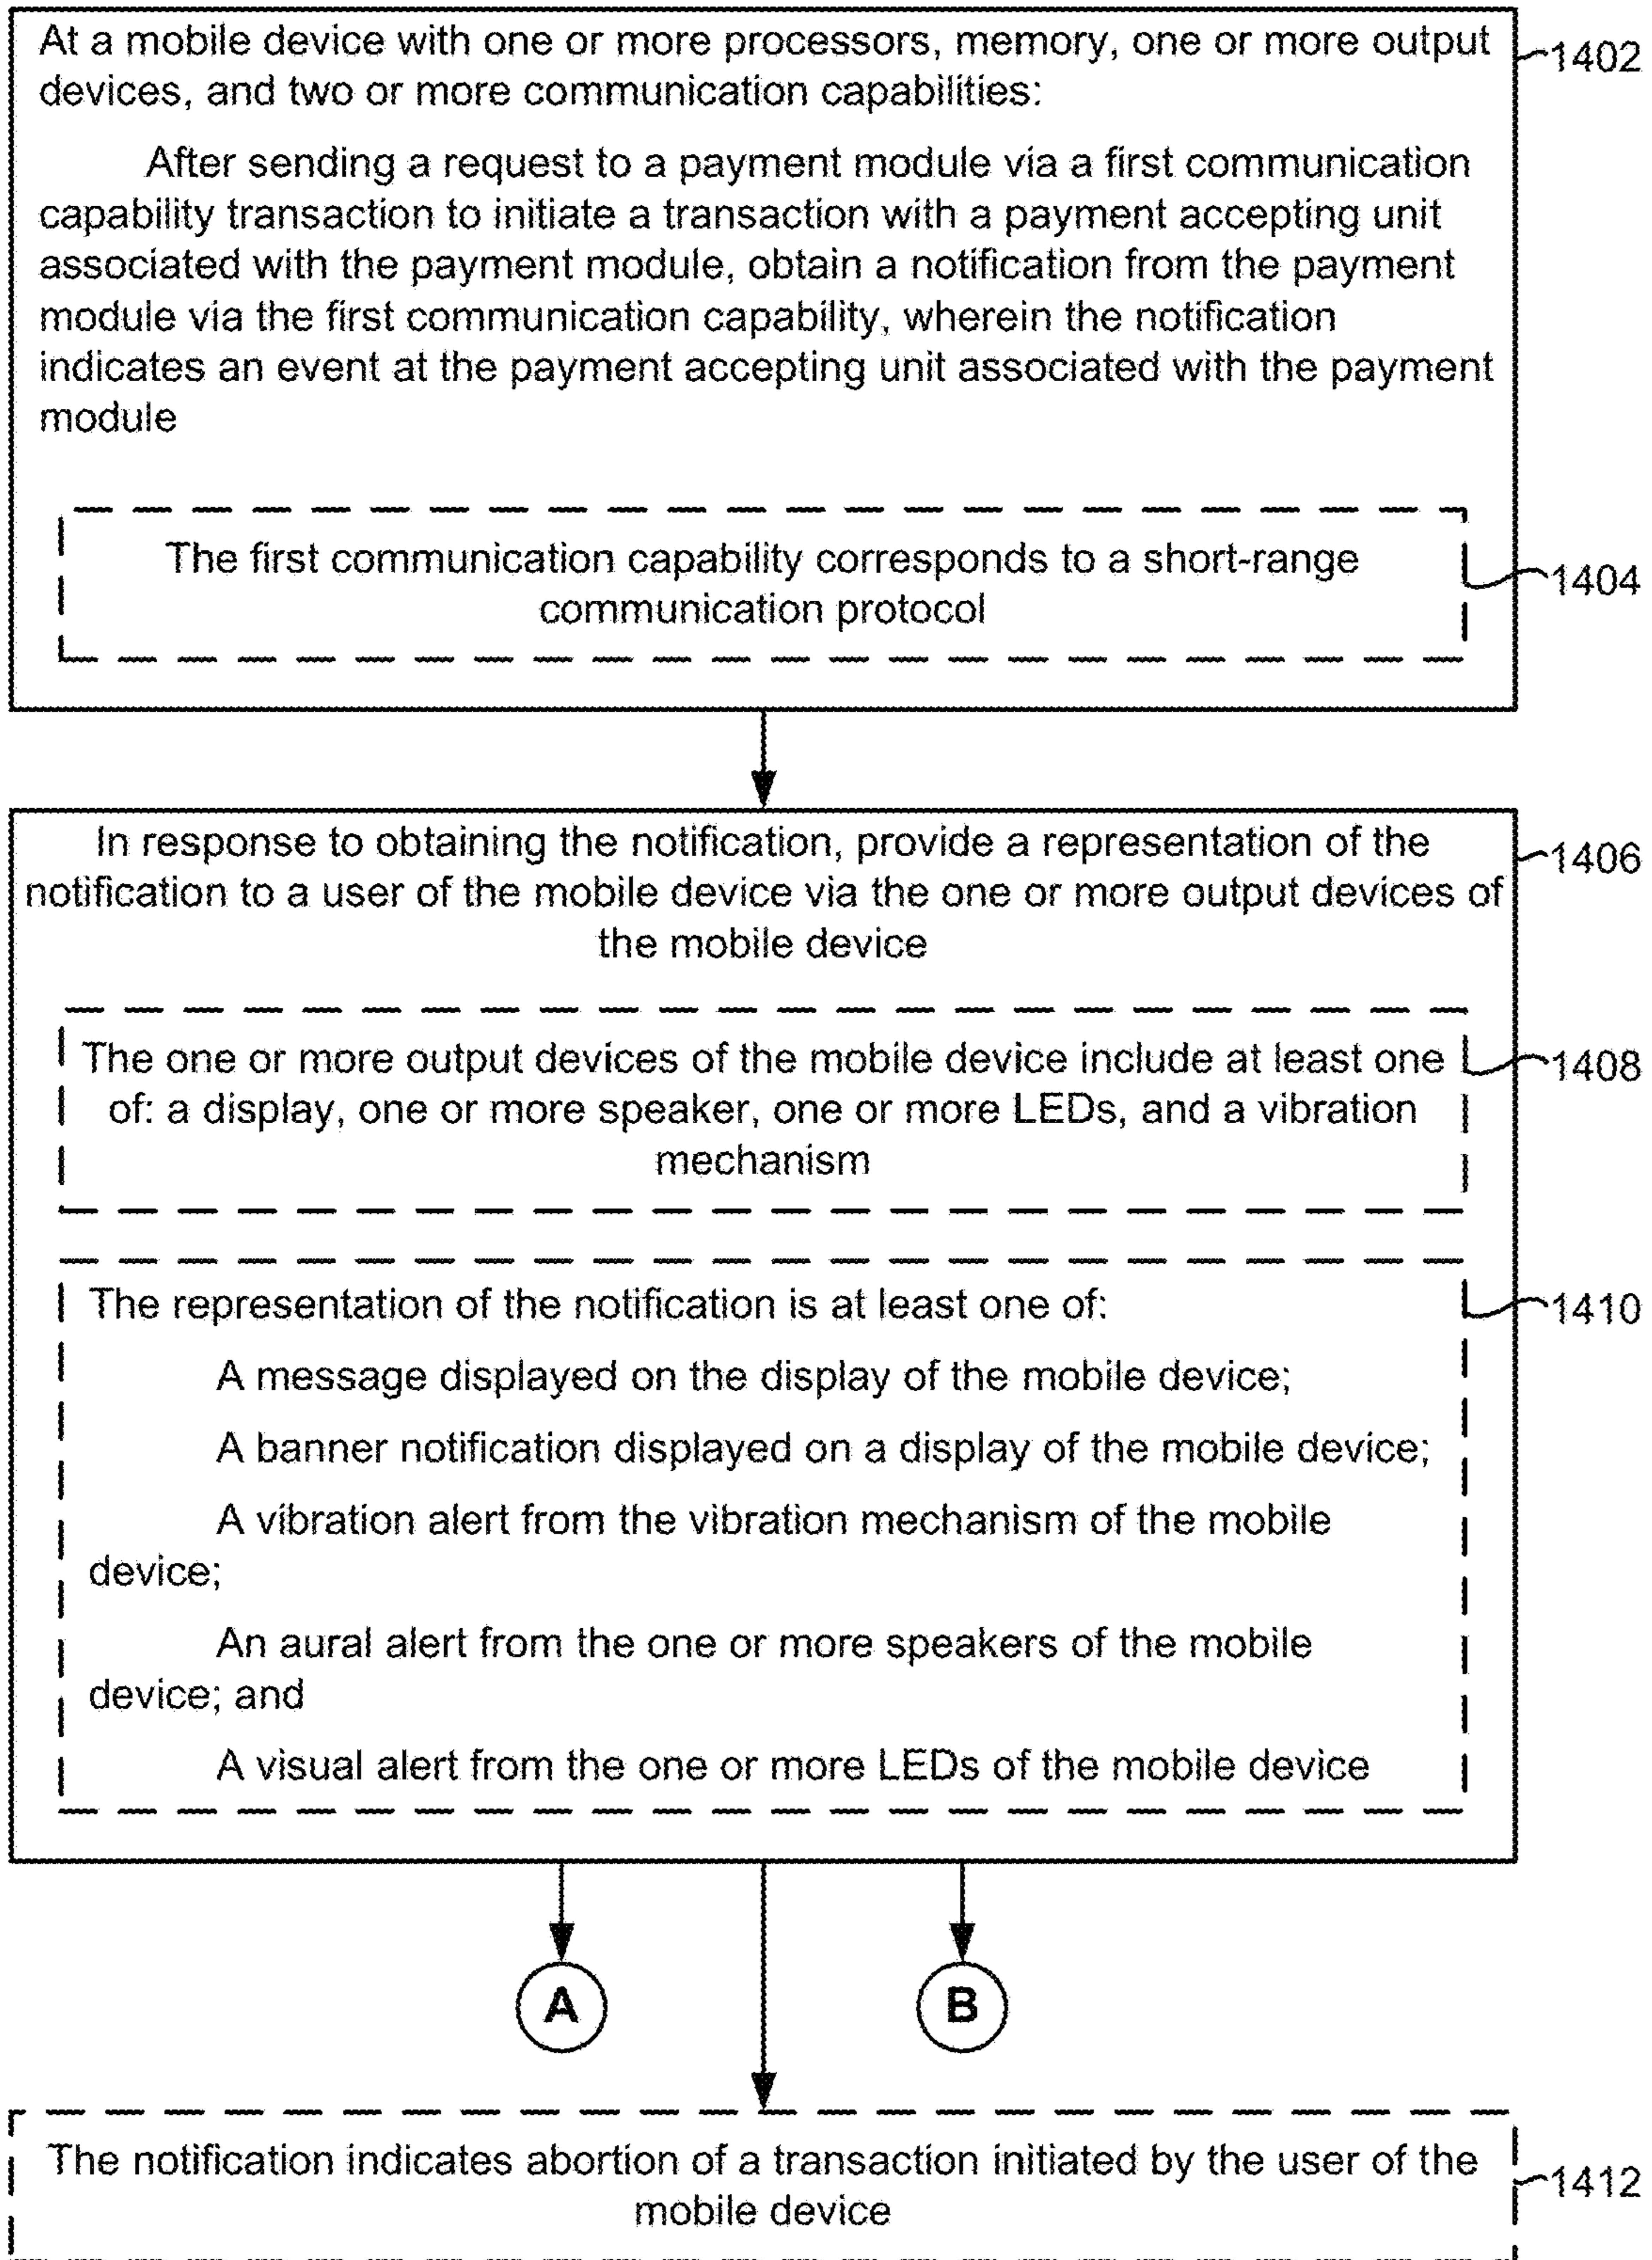 At a mobile device with one or more processors, memory, one or more output
devices, and two or more communication capabilities:
1402
After sending a request to a payment module via a first communication
capability transaction to initiate a transaction with a payment accepting unit
associated with the payment module, obtain a notification from the payment
module via the first communication capability, wherein the notification
indicates an event at the payment accepting unit associated with the payment
module
The first communication capability corresponds to a short-range
communication protocol
1404
In response to obtaining the notification, provide a representation of the
notification to a user of the mobile device via the one or more output devices of
the mobile device
1406
The one or more output devices of the mobile device include at least one
of: a display, one or more speaker, one or more LEDs, and a vibration
mechanism
1408
The representation of the notification is at least one of:
1410
A message displayed on the display of the mobile device;
A banner notification displayed on a display of the mobile device;
A vibration alert from the vibration mechanism of the mobile
device;
An aural alert from the one or more speakers of the mobile
device; and
A visual alert from the one or more LEDs of the mobile device
A
B
The notification indicates abortion of a transaction initiated by the user of the
mobile device
1412